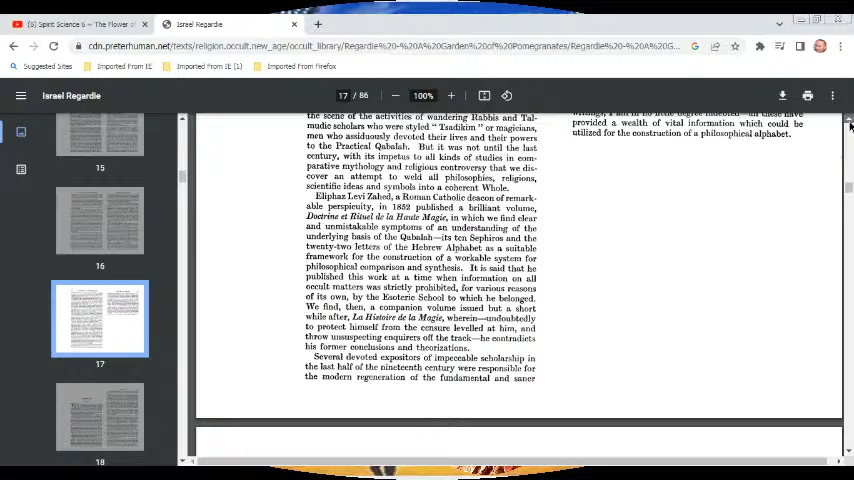 (6) Spirit Science 6 ~ The Flower of
Israel Regardie
cdn.preterhuman.net/texts/religion.occult.new_age/occult_library/Regardie%20-%20A%20Garden%20of%20Pomegranates/Regardie%20-%20A%20G...
Suggested Sites
Imported From IE
Imported From IE (1)
Imported From Firefox
Israel Regardie
17 / 86
100%
15
16
17
18
the scene of the activities of wandering Rabbis and Tal-
mudic scholars who were styled " Tsadikim " or magicians,
men who assiduously devoted their lives and their powers
to the Practical Qabalah. But it was not until the last
century, with its impetus to all kinds of studies in com-
parative mythology and religious controversy that we dis-
cover an attempt to weld all philosophies, religions,
scientific ideas and symbols into a coherent Whole.
Eliphaz Levi Zahed, a Roman Catholic deacon of remark-
able perspicuity, in 1852 published a brilliant volume,
Doctrine et Rituel de la Haute Magie, in which we find clear
and unmistakable symptoms of an understanding of the
underlying basis of the Qabalah—its ten Sephiros and the
twenty-two letters of the Hebrew Alphabet as a suitable
framework for the construction of a workable system for
philosophical comparison and synthesis. It is said that he
published this work at a time when information on all
occult matters was strictly prohibited, for various reasons
of its own, by the Esoteric School to which he belonged.
We find, then, a companion volume issued but a short
while after, La Histoire de la Magie, wherein—undoubtedly
to protect himself from the censure levelled at him, and
throw unsuspecting enquirers off the track—he contradicts
his former conclusions and theorizations.
Several devoted expositors of impeccable scholarship in
the last half of the nineteenth century were responsible for
the modern regeneration of the fundamental and saner
writings, I am in no little degree indebted—all these have
provided a wealth of vital information which could be
utilized for the construction of a philosophical alphabet.